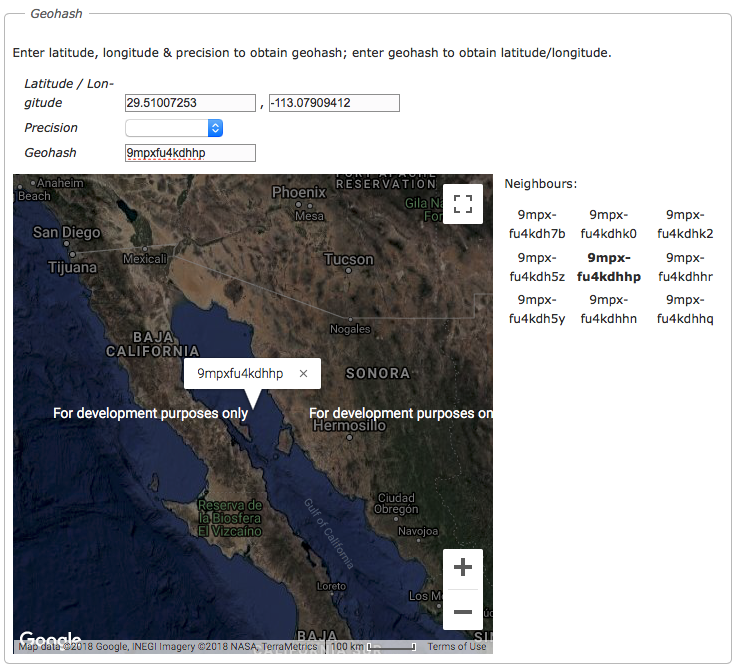 Geohash
Enter latitude, longitude & precision to obtain geohash; enter geohash to obtain latitude/longitude.
Latitude / Lon-
gitude
29.51007253 , -113.07909412
Precision
Geohash
9mpxfu4kdhhp
Neighbours:
9mpx- 9mpx- 9mpx-
fu4kdh7b fu4kdhk0 fu4kdhk2
9mpx- 9mpx- 9mpx-
fu4kdh5z fu4kdhhp fu4kdhhr
9mpx- 9mpx- 9mpx-
fu4kdh5y fu4kdhhn fu4kdhhq
FORT APACHE
RESERVATION
Anaheim
Beach
Phoenix
Mesa
Gila
San Diego
Tijuana
Mexicali
Tucson
Nogales
BAJA
CALIFORNIA
9mpxfu4kdhhp ×
SONORA
For development purposes only
For development purposes on
Hermosillo
Reserva de
la Biosfera
El Vizcaíno
Gulf of California
Ciudad
Obregón
Navojoa
Loreto
Los M
BAJA
Google
Map data ©2018 Google, INEGI Imagery ©2018 NASA, TerraMetrics
100 km
Terms of Use